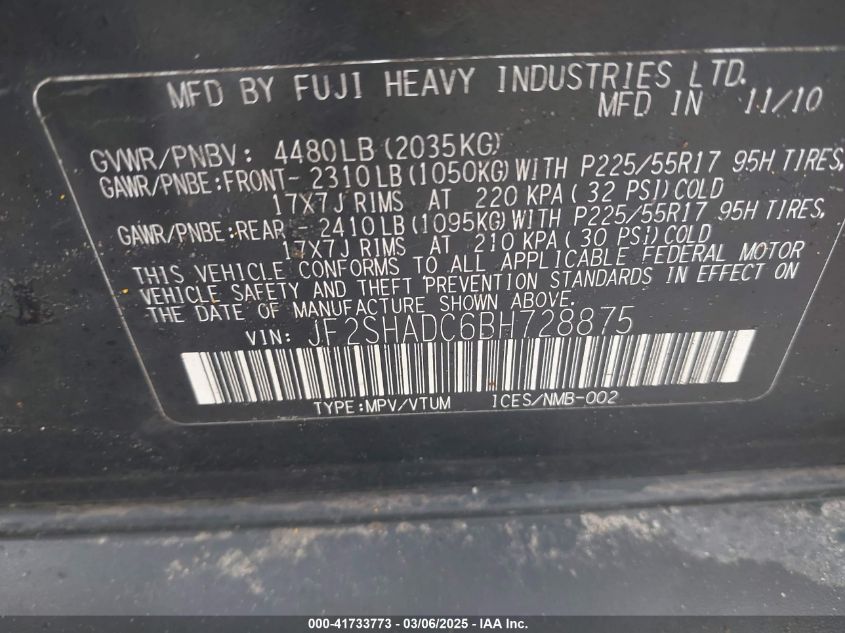 MFD BY FUJI HEAVY INDUSTRIES LTD.
MFD IN 11/10
GVWR/PNBV: 4480LB(2035KG)
GAWR/PNBE:FRONT- 2310LB(1050KG)WITH P225/55R17 95H TIRES,
17X7J RIMS AT 220 KPA(32 PSI)COLD
GAWR/PNBE:REAR - 2410LB(1095KG)WITH P225/55R17 95H TIRES,
17X7J RIMS AT 210 KPA(30 PSI)COLD
THIS VEHICLE CONFORMS TO ALL APPLICABLE FEDERAL MOTOR
VEHICLE SAFETY AND THEFT PREVENTION STANDARDS IN EFFECT ON
THE DATE OF MANUFACTURE SHOWN ABOVE.
VIN: JF2SHADC6BH728875
TYPE:MPV/VTUM ICES/NMB-002
000-41733773 - 03/06/2025 - IAA Inc.